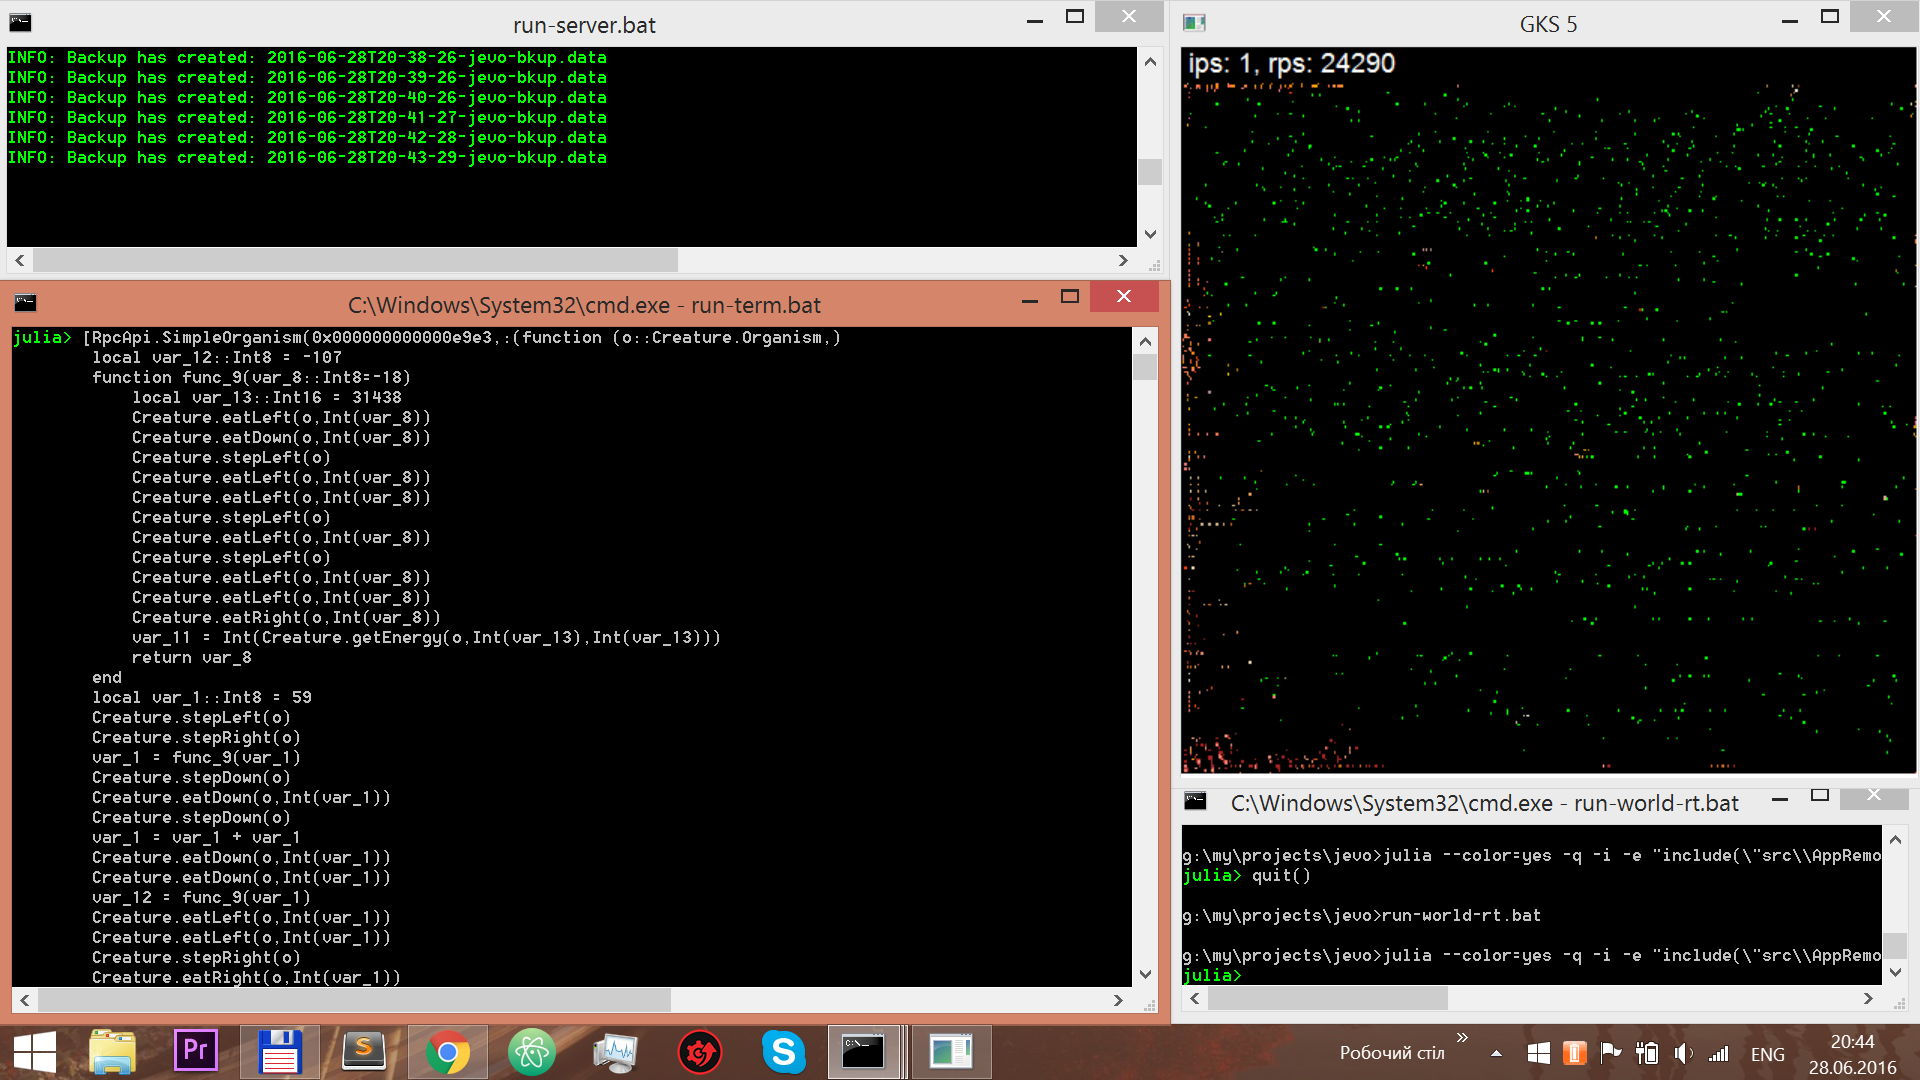 run-server.bat
INFO: Backup has created: 2016-06-28T20-38-26-jevo-bkup.data
INFO: Backup has created: 2016-06-28T20-39-26-jevo-bkup.data
INFO: Backup has created: 2016-06-28T20-40-26-jevo-bkup.data
INFO: Backup has created: 2016-06-28T20-41-27-jevo-bkup.data
INFO: Backup has created: 2016-06-28T20-42-28-jevo-bkup.data
INFO: Backup has created: 2016-06-28T20-43-29-jevo-bkup.data
C:\Windows\System32\cmd.exe - run-term.bat
julia> [RpcApi.SimpleOrganism(0x000000000000e9e3,:(function (o::Creature.Organism,)
local var_12::Int8 = -107
function func_9(var_8::Int8=-18)
local var_13::Int16 = 31438
Creature.eatLeft(o,Int(var_8))
Creature.eatDown(o,Int(var_8))
Creature.stepLeft(o)
Creature.eatLeft(o,Int(var_8))
Creature.eatLeft(o,Int(var_8))
Creature.stepLeft(o)
Creature.eatLeft(o,Int(var_8))
Creature.stepLeft(o)
Creature.eatLeft(o,Int(var_8))
Creature.eatLeft(o,Int(var_8))
Creature.eatRight(o,Int(var_8))
var_11 = Int(Creature.getEnergy(o,Int(var_13),Int(var_13)))
return var_8
end
local var_1::Int8 = 59
Creature.stepLeft(o)
Creature.stepRight(o)
var_1 = func_9(var_1)
Creature.stepDown(o)
Creature.eatDown(o,Int(var_1))
Creature.stepDown(o)
var_1 = var_1 + var_1
Creature.eatDown(o,Int(var_1))
Creature.eatDown(o,Int(var_1))
var_12 = func_9(var_1)
Creature.eatLeft(o,Int(var_1))
Creature.eatLeft(o,Int(var_1))
Creature.stepRight(o)
Creature.eatRight(o,Int(var_1))
GKS 5
ips: 1, rps: 24290
C:\Windows\System32\cmd.exe - run-world-rt.bat
g:\my\projects\jevo>julia --color=yes -q -i -e "include(\"src\\AppRemo
julia> quit()
g:\my\projects\jevo>run-world-rt.bat
g:\my\projects\jevo>julia --color=yes -q -i -e "include(\"src\\AppRemo
julia>
Pr
S
C:\_
S
Робочий стіл
»
ENG
20:44
28.06.2016